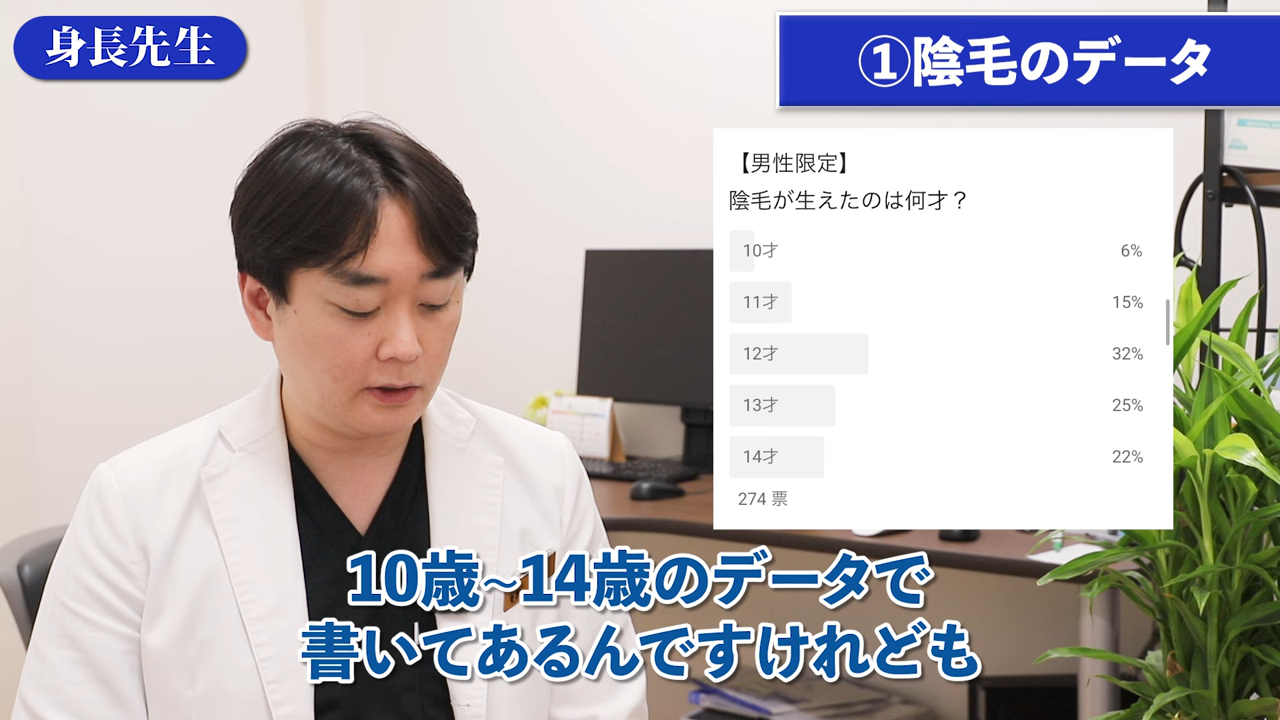 身長先生
①陰毛のデータ
【男性限定】
陰毛が生えたのは何才？
10才 6%
11才 15%
12才 32%
13才 25%
14才 22%
274 票
10歳~14歳のデータで
書いてあるんですけれども